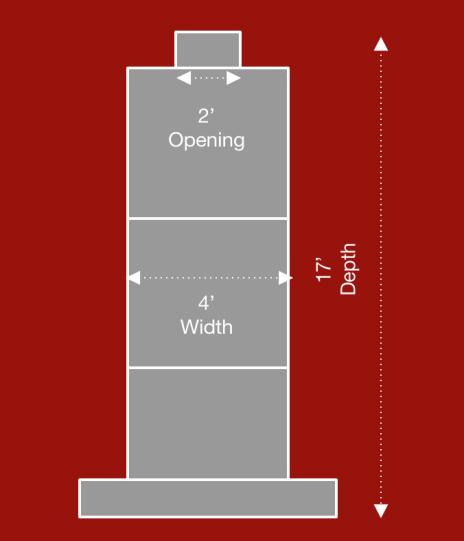 2’
Opening
4’
Width
17’
Depth